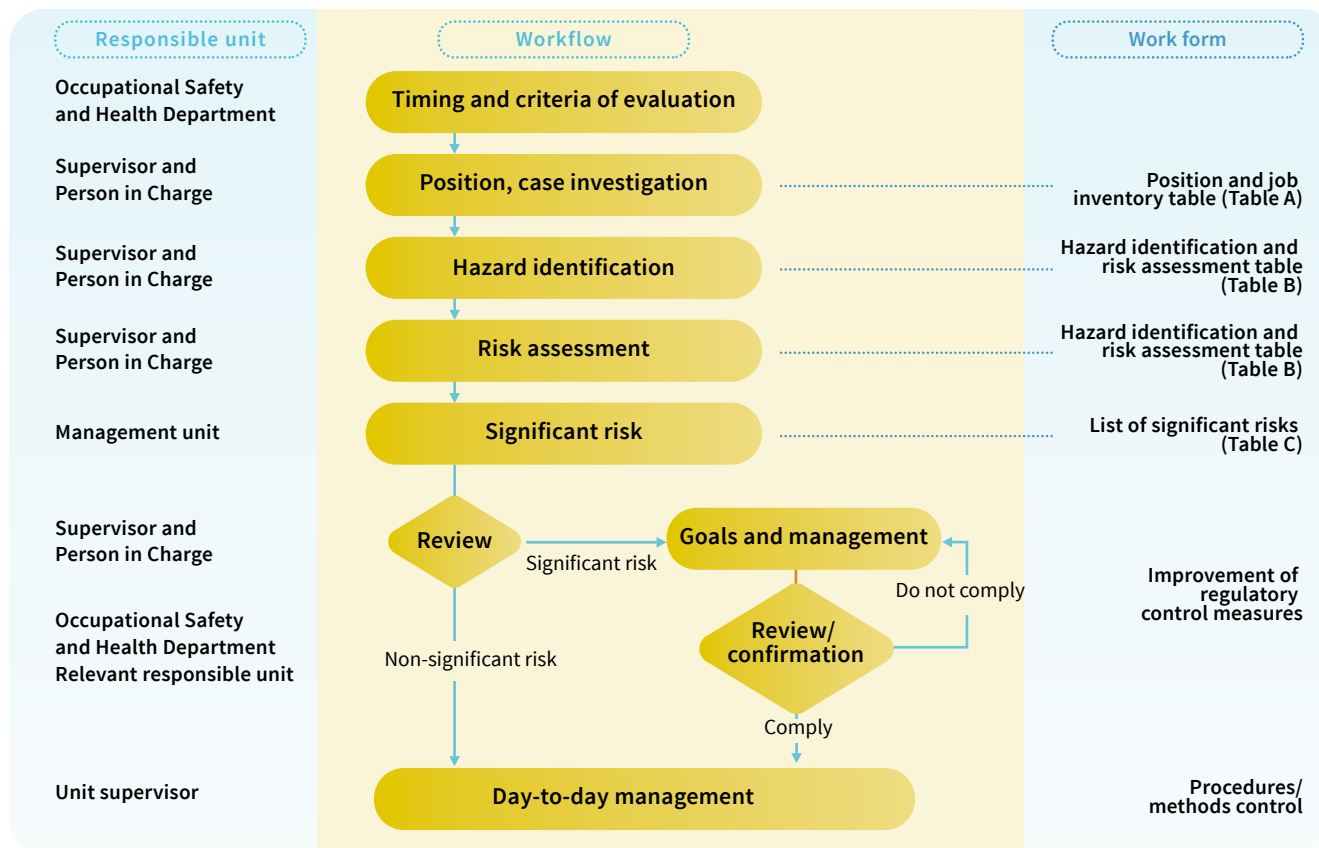 Responsible unit
Workflow
Work form
Occupational Safety
and Health Department
Timing and criteria of evaluation
Supervisor and
Person in Charge
Position, case investigation
Position and job
inventory table (Table A)
Supervisor and
Person in Charge
Hazard identification
Hazard identification and
risk assessment table
(Table B)
Supervisor and
Person in Charge
Risk assessment
Hazard identification and
risk assessment table
(Table B)
Management unit
Significant risk
List of significant risks
(Table C)
Supervisor and
Person in Charge
Review
Significant risk
Goals and management
Do not comply
Improvement of
regulatory
control measures
Occupational Safety
and Health Department
Relevant responsible unit
Non-significant risk
Review/
confirmation
Comply
Unit supervisor
Day-to-day management
Procedures/
methods control